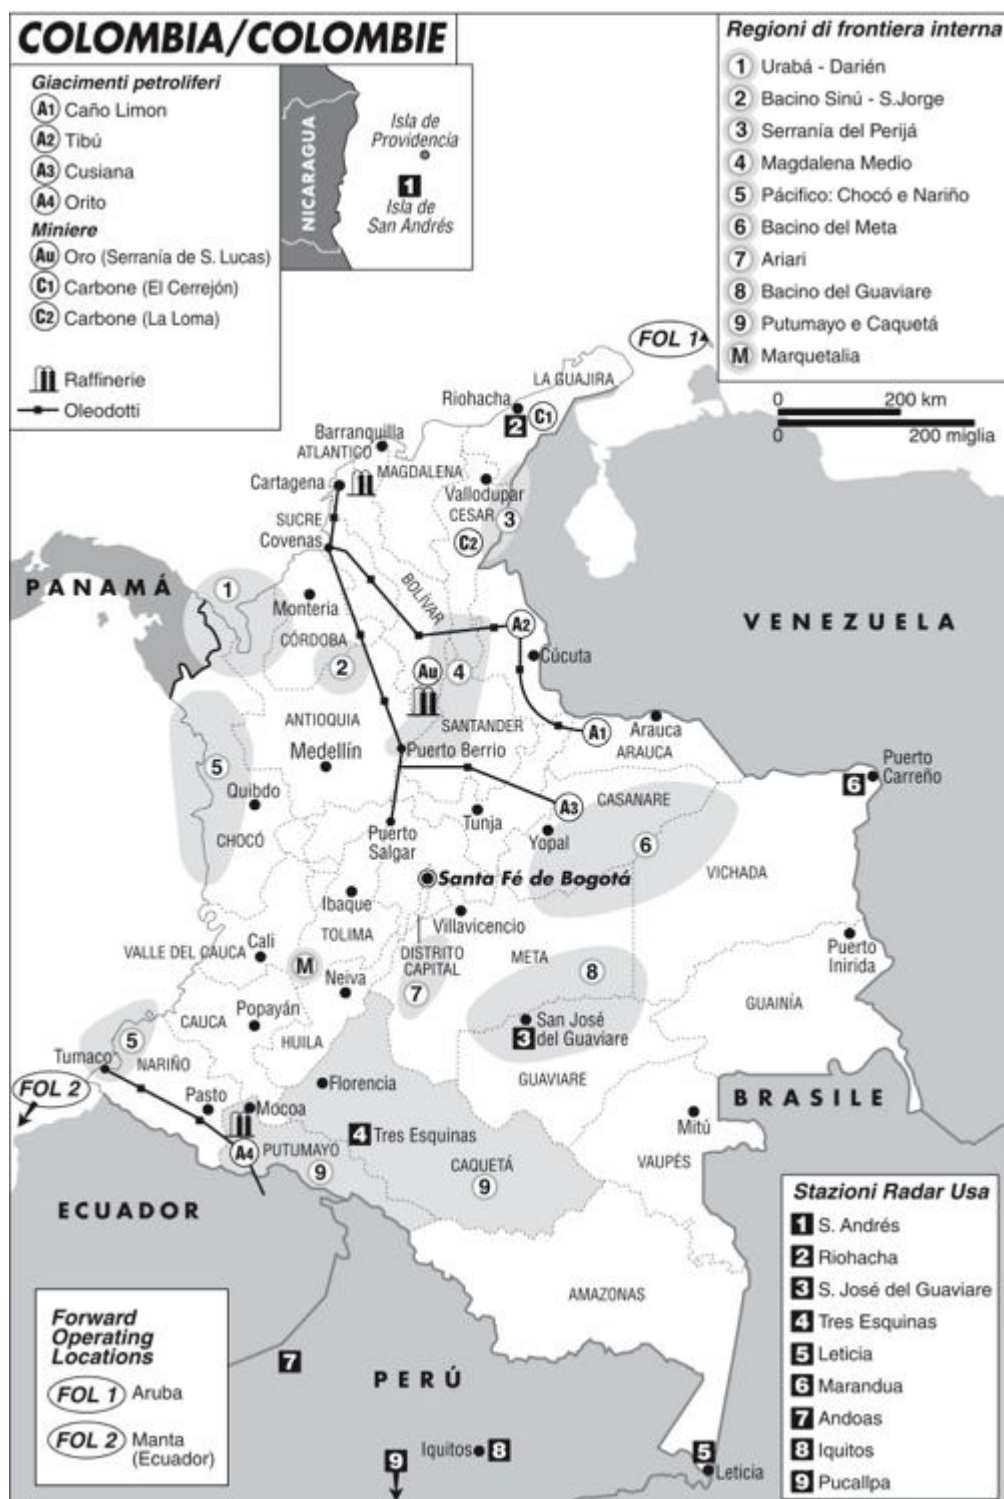 COLOMBIA/COLOMBIE
Giacimenti petroliferi
A1 Caño Limon
A2 Tibú
A3 Cusiana
A4 Orito
Miniere
Au Oro (Serranía de S. Lucas)
C1 Carbone (El Cerrejón)
C2 Carbone (La Loma)
Raffinerie
Oleodotti
NICARAGUA
Isla de
Providencia
1
Isla de
San Andrés
Regioni di frontiera interna
1 Urabá - Darién
2 Bacino Sinú - S.Jorge
3 Serranía del Perijá
4 Magdalena Medio
5 Pácifico: Chocó e Nariño
6 Bacino del Meta
7 Ariari
8 Bacino del Guaviare
9 Putumayo e Caquetá
M Marquetalia
0 200 km
0 200 miglia
FOL 1
LA GUAJIRA
Riohacha
2 C1
Barranquilla
ATLANTICO
MAGDALENA
Cartagena
Valledupar
CESAR
3
SUCRE
Covenas
C2
PANAMÁ
1
BOLÍVAR
Monteria
VENEZUELA
A2
CÓRDOBA
Cúcuta
2
Au
4
ANTIOQUIA
SANTANDER
A1
Arauca
ARAUCA
Medellín
Puerto Berrio
Puerto
Carreño
6
5
Quibdo
A3
CASANARE
CHOCÓ
Puerto
Salgar
Tunja
Yopal
6
VICHADA
Santa Fé de Bogotá
Ibaque
Villavicencio
TOLIMA
VALLE DEL CAUCA
Cali
DISTRITO
CAPITAL
META
Puerto
Inirida
M
Neiva
7
8
GUAINÍA
Popayán
CAUCA
HUILA
San José
3 del Guaviare
5
Tumaco
NARIÑO
GUAVIARE
FOL 2
Florencia
BRASILE
Pasto
Mocoa
Mitú
4 Tres Esquinas
A4
PUTUMAYO
9
CAQUETÁ
9
VAUPÉS
ECUADOR
AMAZONAS
7
PERÚ
Iquitos 8
9
5
Leticia
Forward
Operating
Locations
FOL 1 Aruba
FOL 2 Manta
(Ecuador)
Stazioni Radar Usa
1 S. Andrés
2 Riohacha
3 S. José del Guaviare
4 Tres Esquinas
5 Leticia
6 Marandua
7 Andoas
8 Iquitos
9 Pucallpa